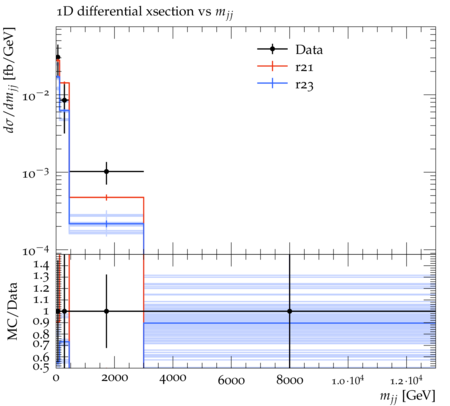 1D differential xsection vs m_jj
dσ/dm_jj [fb/GeV]
Data
r21
r23
10^−2
10^−3
10^−4
MC/Data
1.4
1.3
1.2
1.1
1
0.9
0.8
0.7
0.6
0.5
0 2000 4000 6000 8000 1.0·10^4 1.2·10^4
m_jj [GeV]